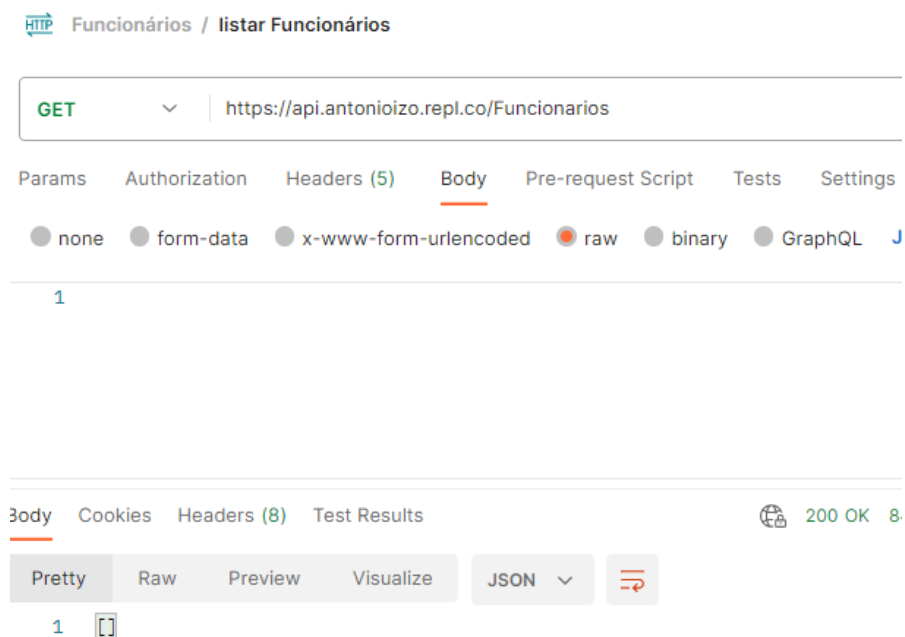 HTTP Funcionários / listar Funcionários
GET https://api.antonioizo.repl.co/Funcionarios
Params Authorization Headers (5) Body Pre-request Script Tests Settings
none form-data x-www-form-urlencoded raw binary GraphQL J
1
Body Cookies Headers (8) Test Results 200 OK 8
Pretty Raw Preview Visualize JSON
1 []